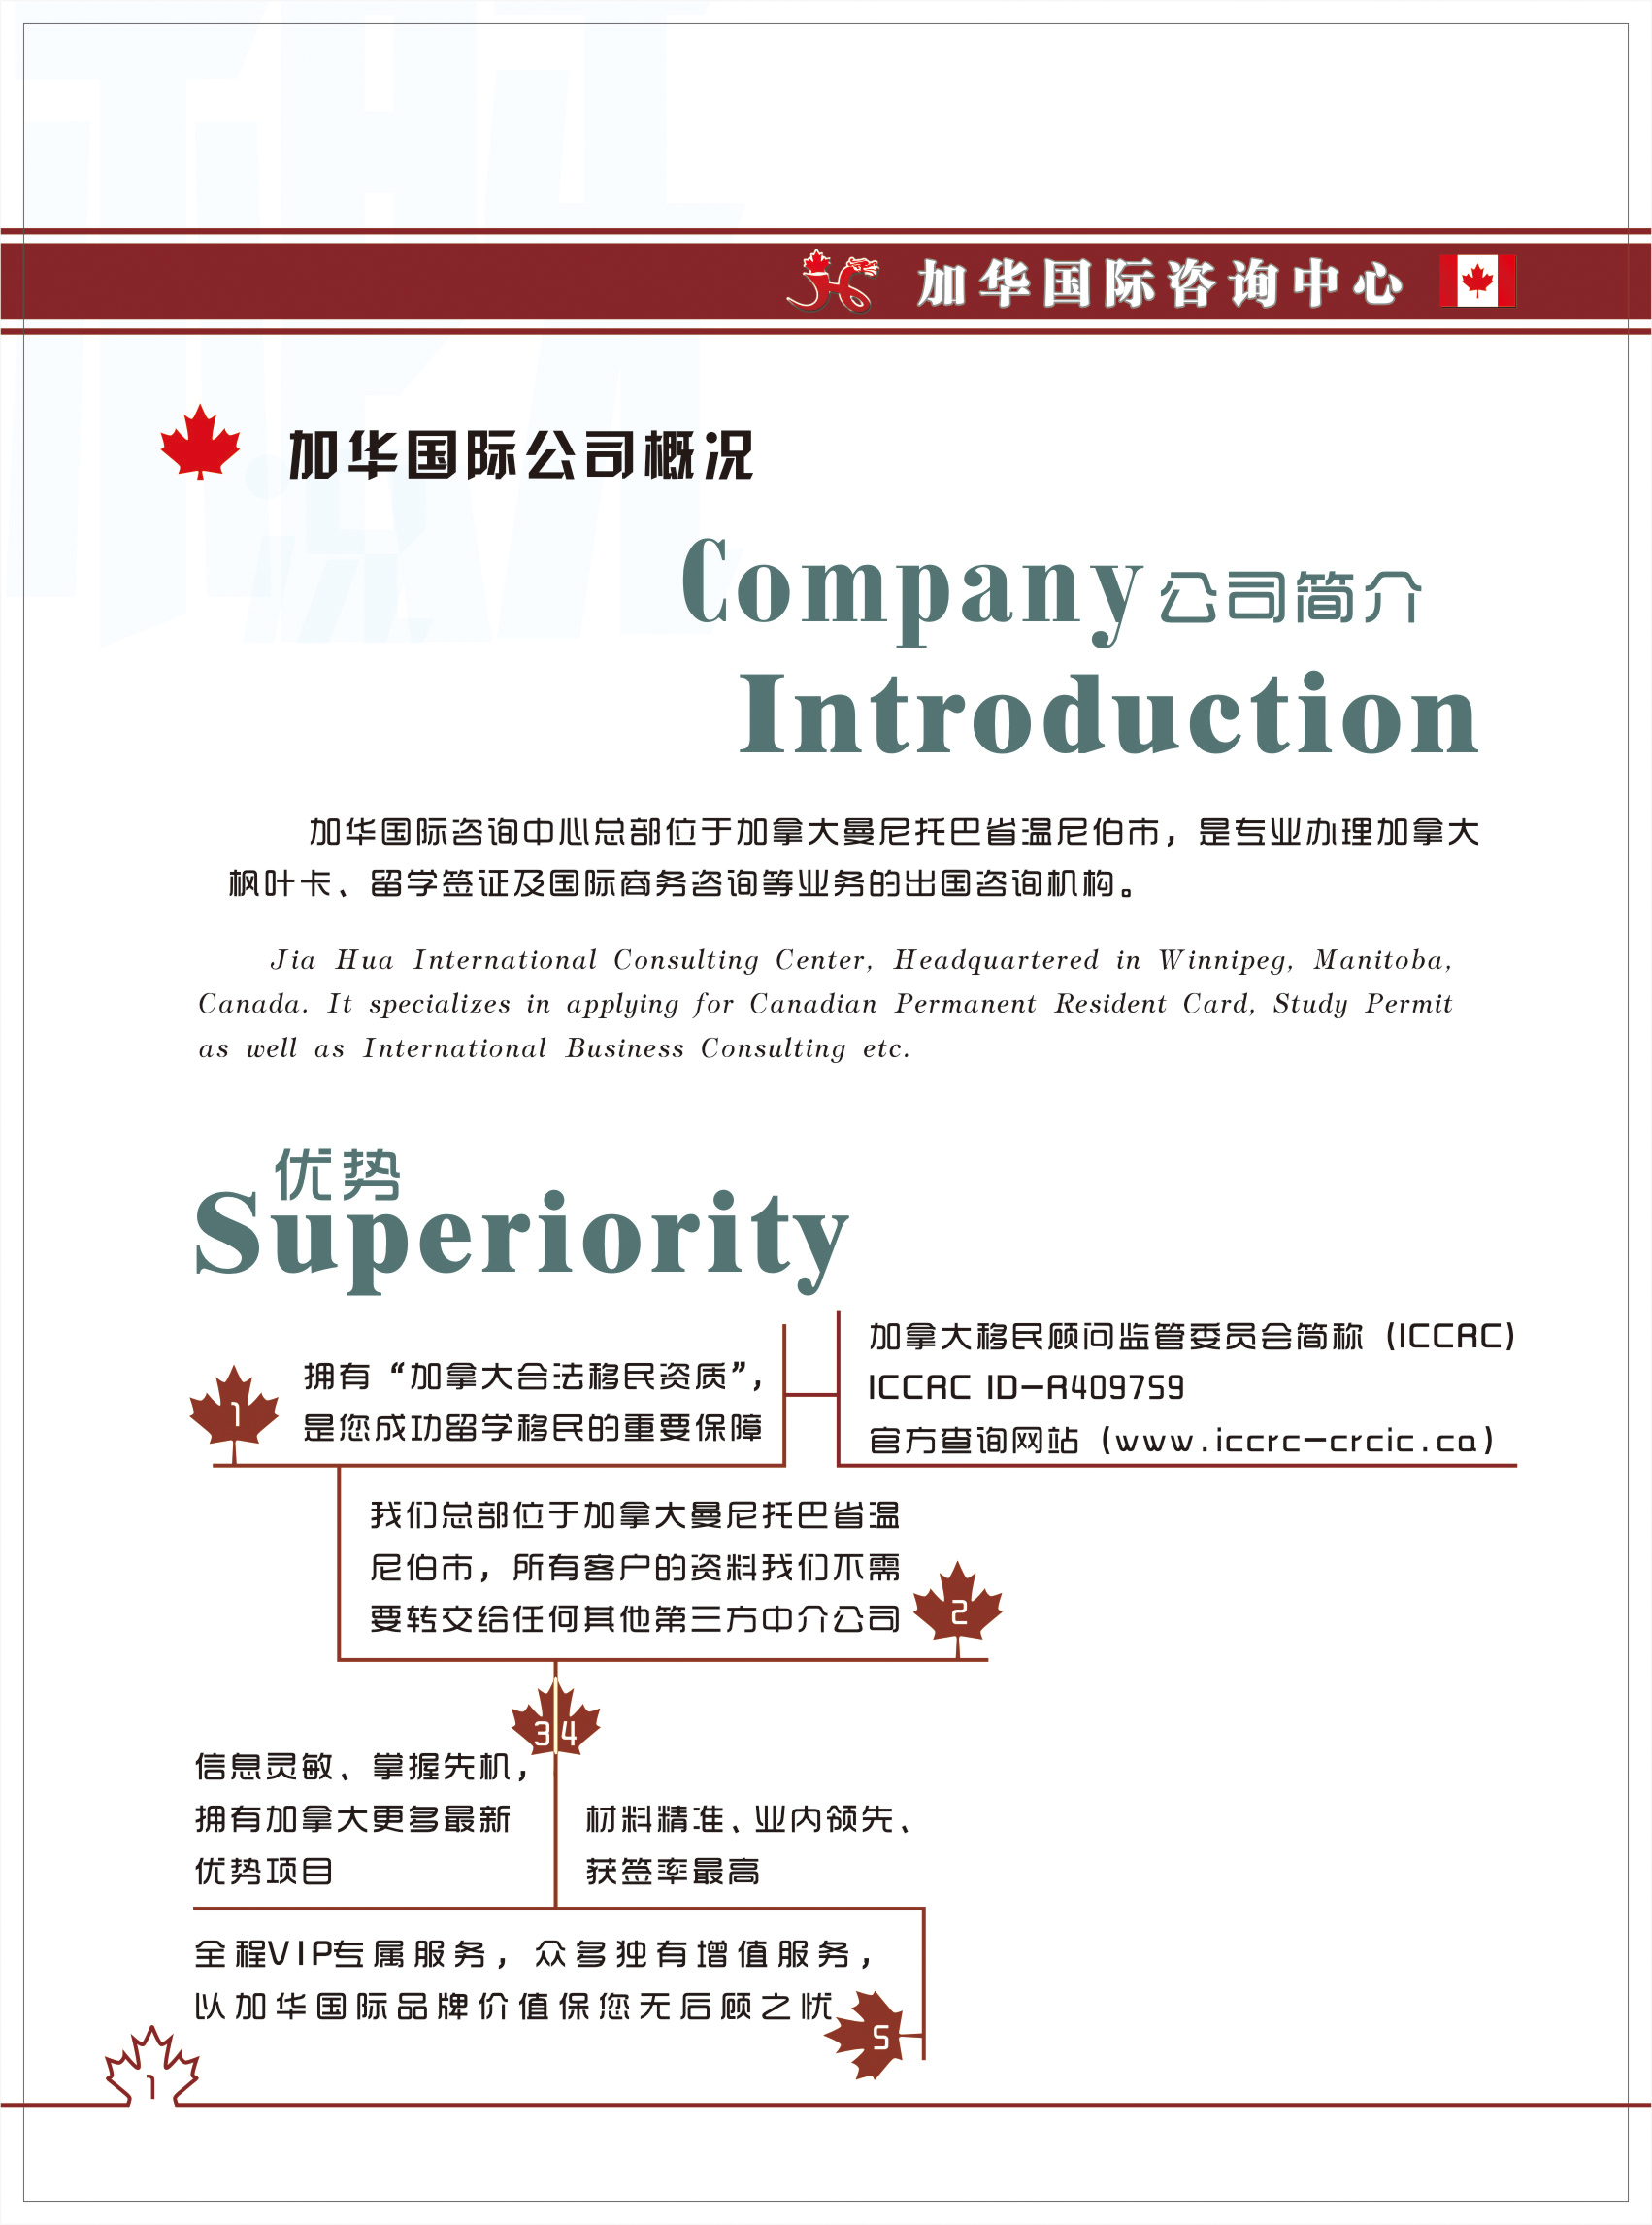 加华国际咨询中心
加华国际公司概况
Company 公司简介
Introduction
加华国际咨询中心总部位于加拿大曼尼托巴省温尼伯市，是专业办理加拿大
枫叶卡、留学签证及国际商务咨询等业务的出国咨询机构。
Jia Hua International Consulting Center, Headquartered in Winnipeg, Manitoba,
Canada. It specializes in applying for Canadian Permanent Resident Card, Study Permit
as well as International Business Consulting etc.
优势
Superiority
1
拥有“加拿大合法移民资质”，
是您成功留学移民的重要保障
加拿大移民顾问监管委员会简称（ICCRC）
ICCRC ID-R409759
官方查询网站（www.iccrc-crcic.ca）
我们总部位于加拿大曼尼托巴省温
尼伯市，所有客户的资料我们不需
要转交给任何其他第三方中介公司
2
3 4
信息灵敏、掌握先机，
拥有加拿大更多最新
优势项目
材料精准、业内领先、
获签率最高
全程VIP专属服务，众多独有增值服务，
以加华国际品牌价值保您无后顾之忧
5
1